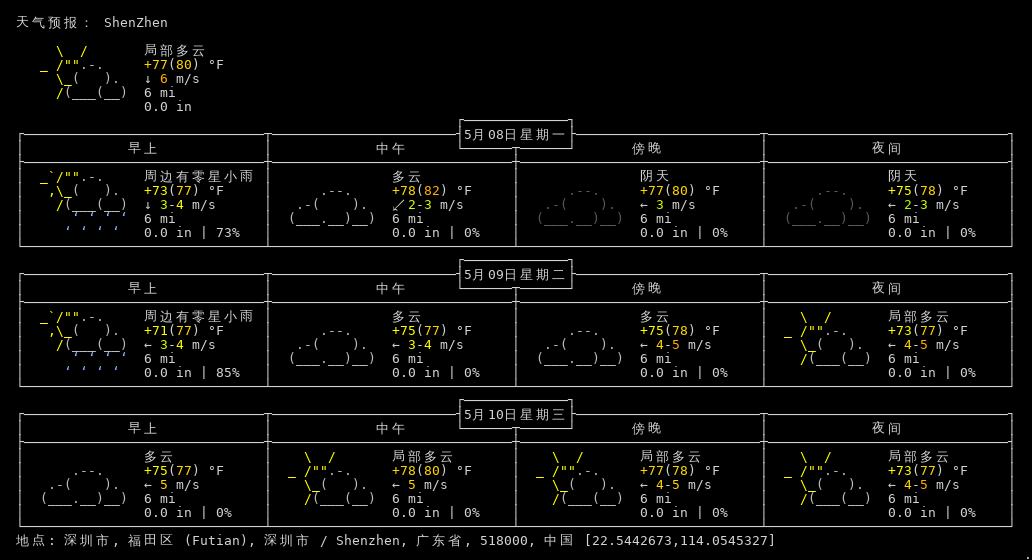 天气预报： ShenZhen
局部多云
+77(80) °F
↓ 6 m/s
6 mi
0.0 in
5月08日星期一
早上 中午 傍晚 夜间
周边有零星小雨 多云 阴天 阴天
+73(77) °F +78(82) °F +77(80) °F +75(78) °F
↓ 3-4 m/s ↙ 2-3 m/s ← 3 m/s ← 2-3 m/s
6 mi 6 mi 6 mi 6 mi
0.0 in | 73% 0.0 in | 0% 0.0 in | 0% 0.0 in | 0%
5月09日星期二
早上 中午 傍晚 夜间
周边有零星小雨 多云 多云 局部多云
+71(77) °F +75(77) °F +75(78) °F +73(77) °F
← 3-4 m/s ← 3-4 m/s ← 4-5 m/s ← 4-5 m/s
6 mi 6 mi 6 mi 6 mi
0.0 in | 85% 0.0 in | 0% 0.0 in | 0% 0.0 in | 0%
5月10日星期三
早上 中午 傍晚 夜间
多云 局部多云 局部多云 局部多云
+75(77) °F +78(80) °F +77(78) °F +73(77) °F
← 5 m/s ← 5 m/s ← 4-5 m/s ← 4-5 m/s
6 mi 6 mi 6 mi 6 mi
0.0 in | 0% 0.0 in | 0% 0.0 in | 0% 0.0 in | 0%
地点: 深圳市, 福田区 (Futian), 深圳市 / Shenzhen, 广东省, 518000, 中国 [22.5442673,114.0545327]